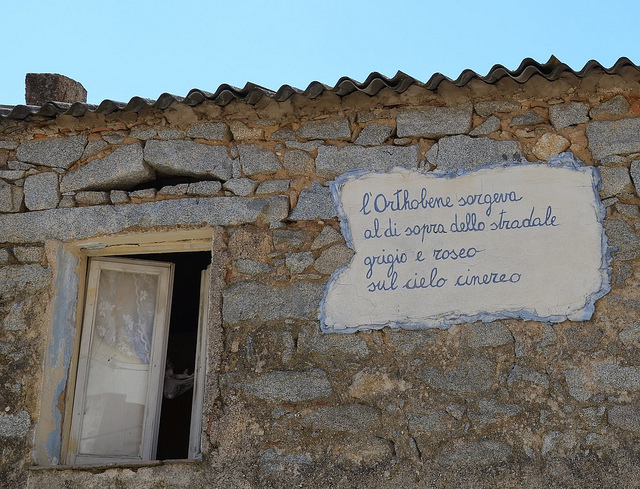 l'Orthobene sorgeva
al di sopra dello stradale
grigio e roseo
sul cielo cinereo